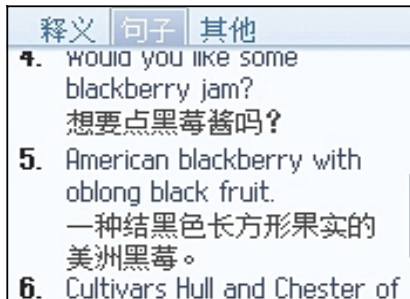 释义 句子 其他
4. Would you like some
blackberry jam?
想要点黑莓酱吗？
5. American blackberry with
oblong black fruit.
一种结黑色长方形果实的
美洲黑莓。
6. Cultivars Hull and Chester of